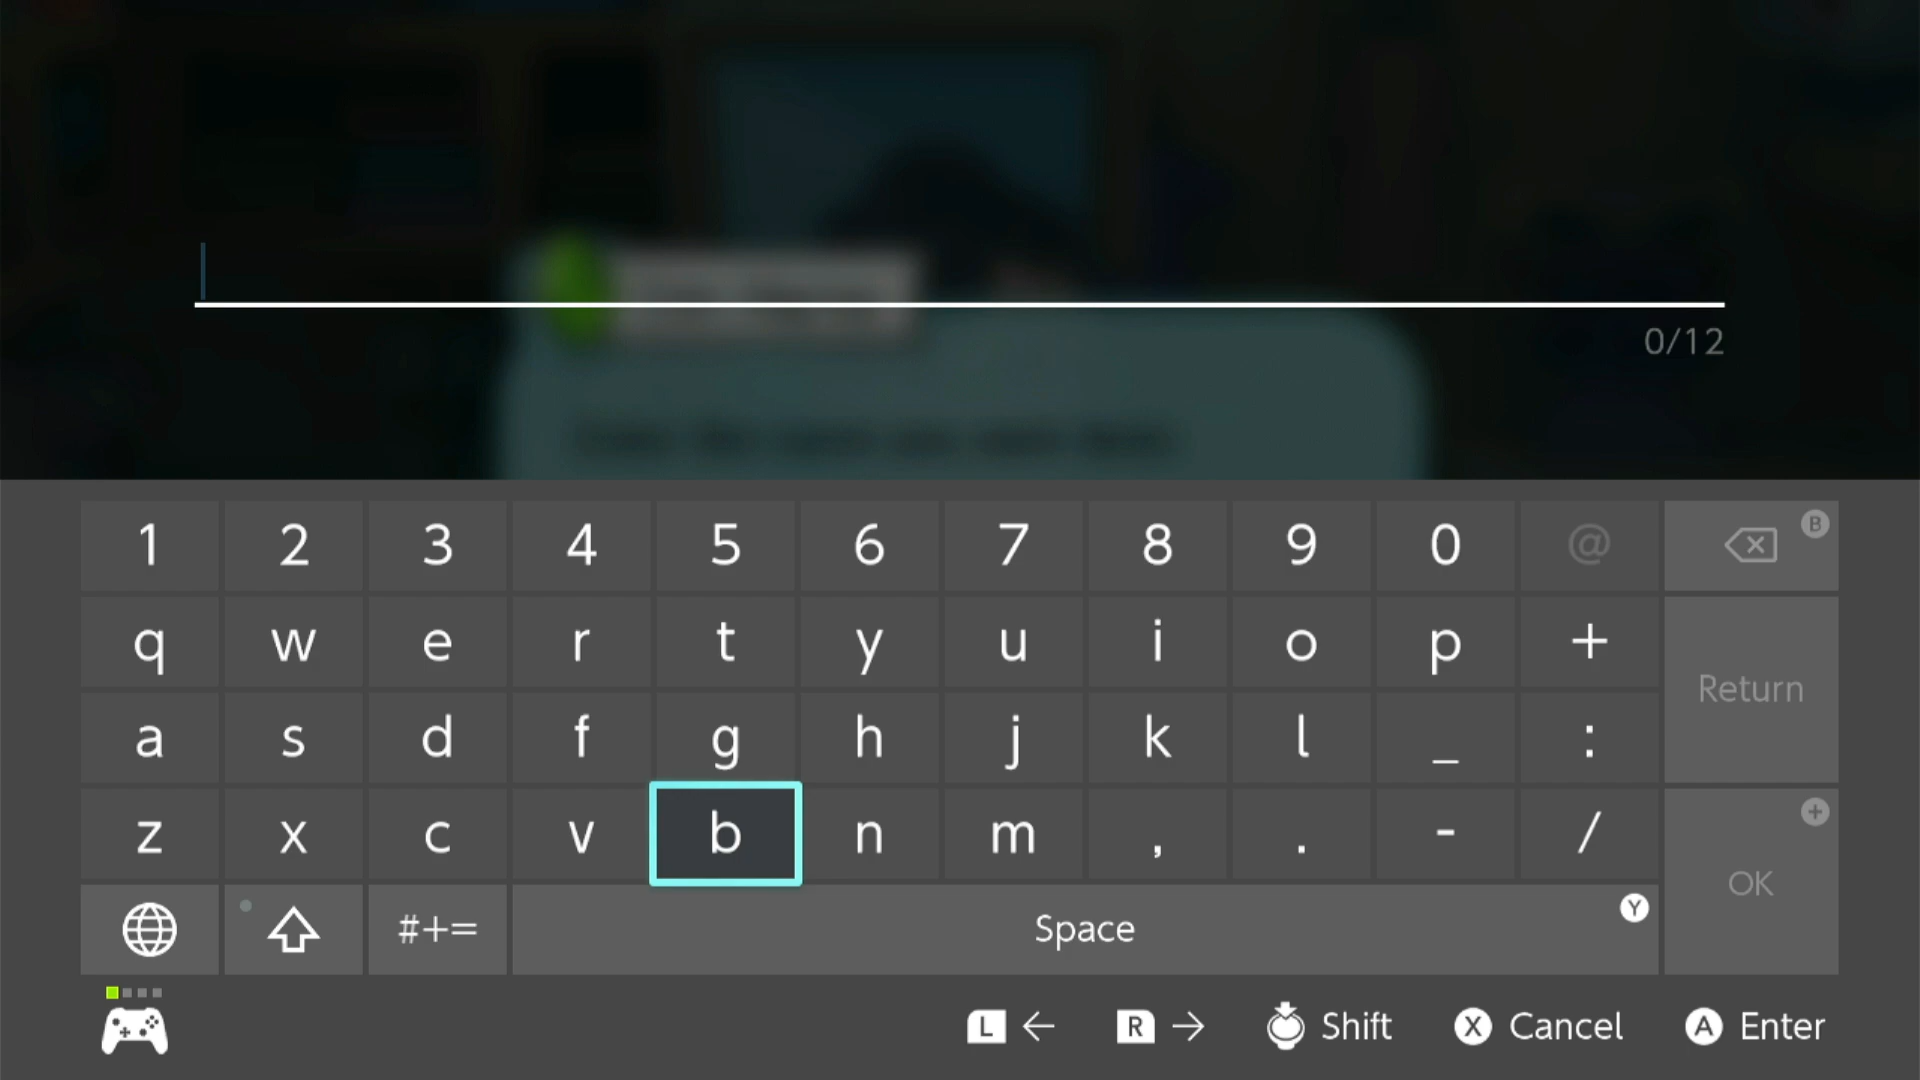 0/12
1 2 3 4 5 6 7 8 9 0 @ B
q w e r t y u i o p +
Return
a s d f g h j k l _ :
z x c v b n m , . - / +
OK
#+= Space Y
L ← R → Shift X Cancel A Enter